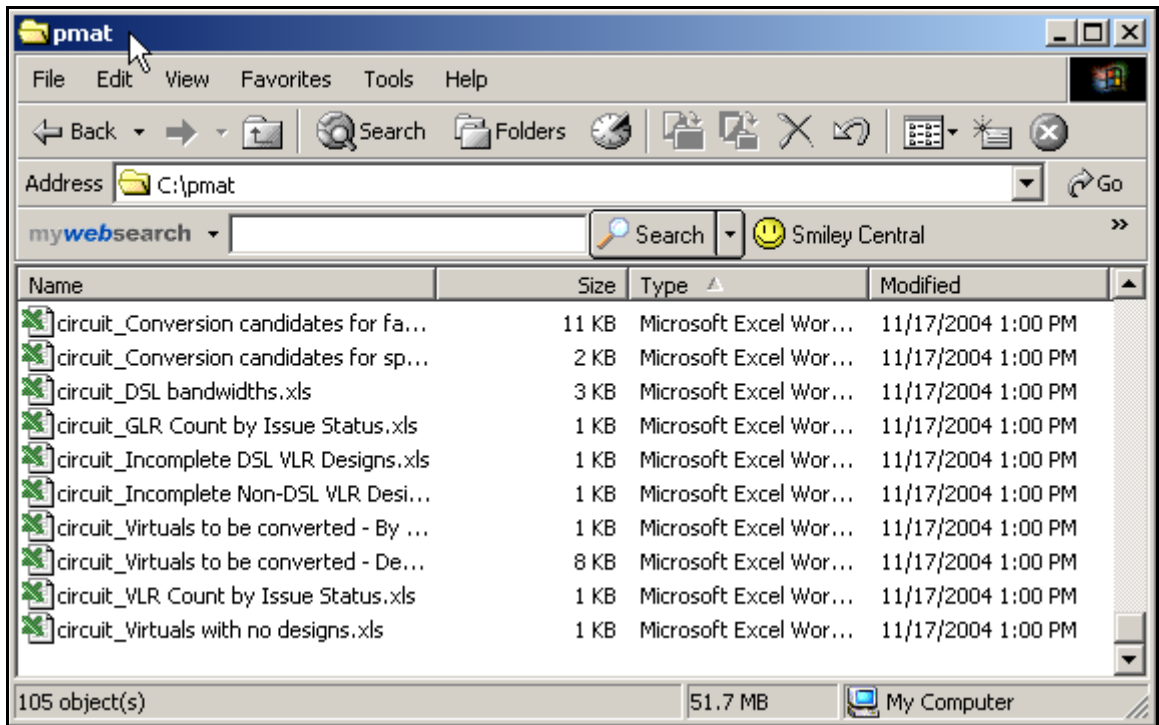 pmat
File Edit View Favorites Tools Help
Back Search Folders
Address C:\pmat Go
mywebsearch Search Smiley Central »
Name Size Type Modified
circuit_Conversion candidates for fa... 11 KB Microsoft Excel Wor... 11/17/2004 1:00 PM
circuit_Conversion candidates for sp... 2 KB Microsoft Excel Wor... 11/17/2004 1:00 PM
circuit_DSL bandwidths.xls 3 KB Microsoft Excel Wor... 11/17/2004 1:00 PM
circuit_GLR Count by Issue Status.xls 1 KB Microsoft Excel Wor... 11/17/2004 1:00 PM
circuit_Incomplete DSL VLR Designs.xls 1 KB Microsoft Excel Wor... 11/17/2004 1:00 PM
circuit_Incomplete Non-DSL VLR Desi... 1 KB Microsoft Excel Wor... 11/17/2004 1:00 PM
circuit_Virtuals to be converted - By ... 1 KB Microsoft Excel Wor... 11/17/2004 1:00 PM
circuit_Virtuals to be converted - De... 8 KB Microsoft Excel Wor... 11/17/2004 1:00 PM
circuit_VLR Count by Issue Status.xls 1 KB Microsoft Excel Wor... 11/17/2004 1:00 PM
circuit_Virtuals with no designs.xls 1 KB Microsoft Excel Wor... 11/17/2004 1:00 PM
105 object(s) 51.7 MB My Computer